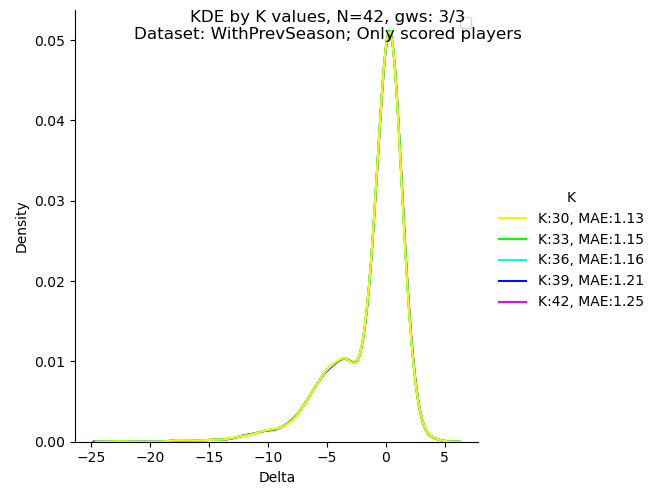 KDE by K values, N=42, gws: 3/3
Dataset: WithPrevSeason; Only scored players
0.05
0.04
0.03
0.02
0.01
0.00
Density
−25
−20
−15
−10
−5
0
5
Delta
K
K:30, MAE:1.13
K:33, MAE:1.15
K:36, MAE:1.16
K:39, MAE:1.21
K:42, MAE:1.25